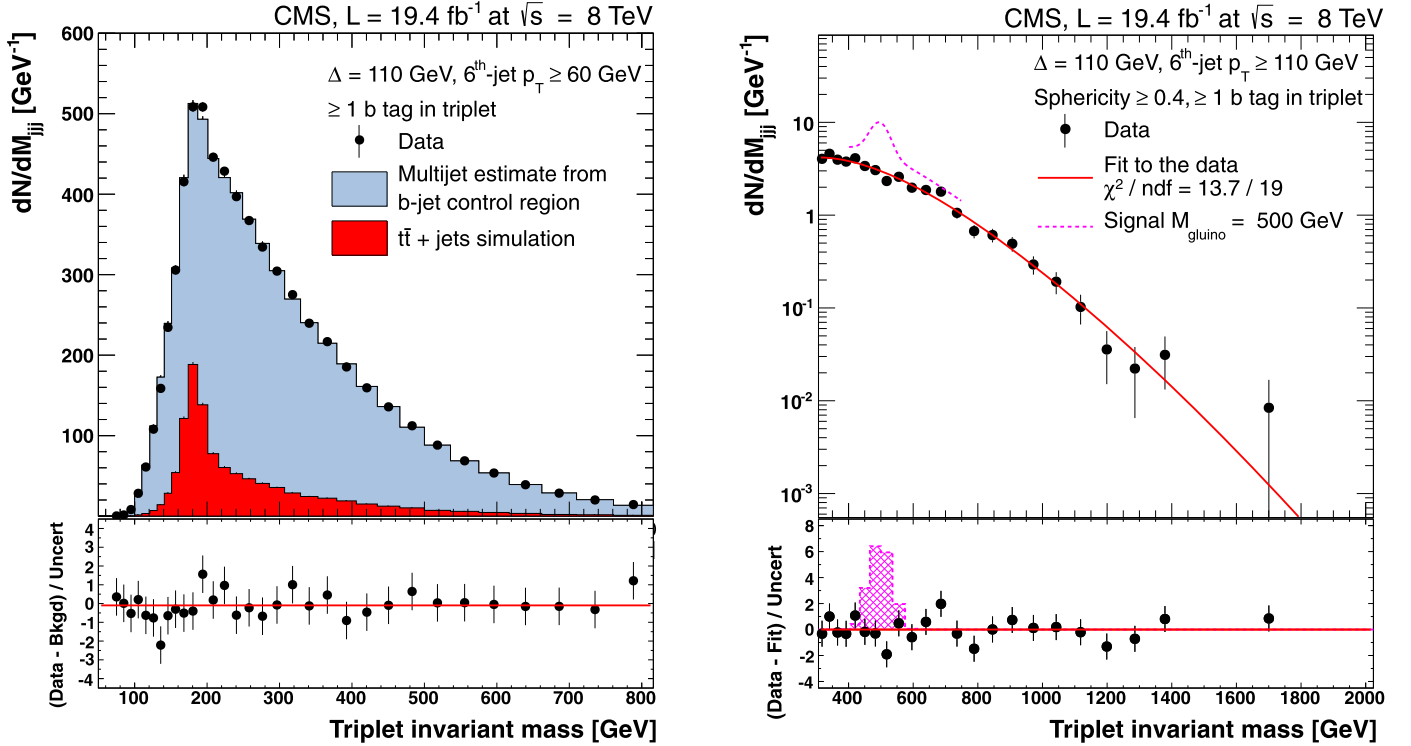 CMS, L = 19.4 fb⁻¹ at √s = 8 TeV
Δ = 110 GeV, 6ᵗʰ-jet p_T ≥ 60 GeV
≥ 1 b tag in triplet
Data
Multijet estimate from
b-jet control region
tt̄ + jets simulation
dN/dM_jjj [GeV⁻¹]
600
500
400
300
200
100
(Data - Bkgd) / Uncert
4
3
2
1
0
-1
-2
-3
-4
100 200 300 400 500 600 700 800
Triplet invariant mass [GeV]
CMS, L = 19.4 fb⁻¹ at √s = 8 TeV
Δ = 110 GeV, 6ᵗʰ-jet p_T ≥ 110 GeV
Sphericity ≥ 0.4, ≥ 1 b tag in triplet
Data
Fit to the data
χ² / ndf = 13.7 / 19
Signal M_gluino = 500 GeV
dN/dM_jjj [GeV⁻¹]
10
1
10⁻¹
10⁻²
10⁻³
(Data - Fit) / Uncert
8
6
4
2
0
-2
-4
400 600 800 1000 1200 1400 1600 1800 2000
Triplet invariant mass [GeV]